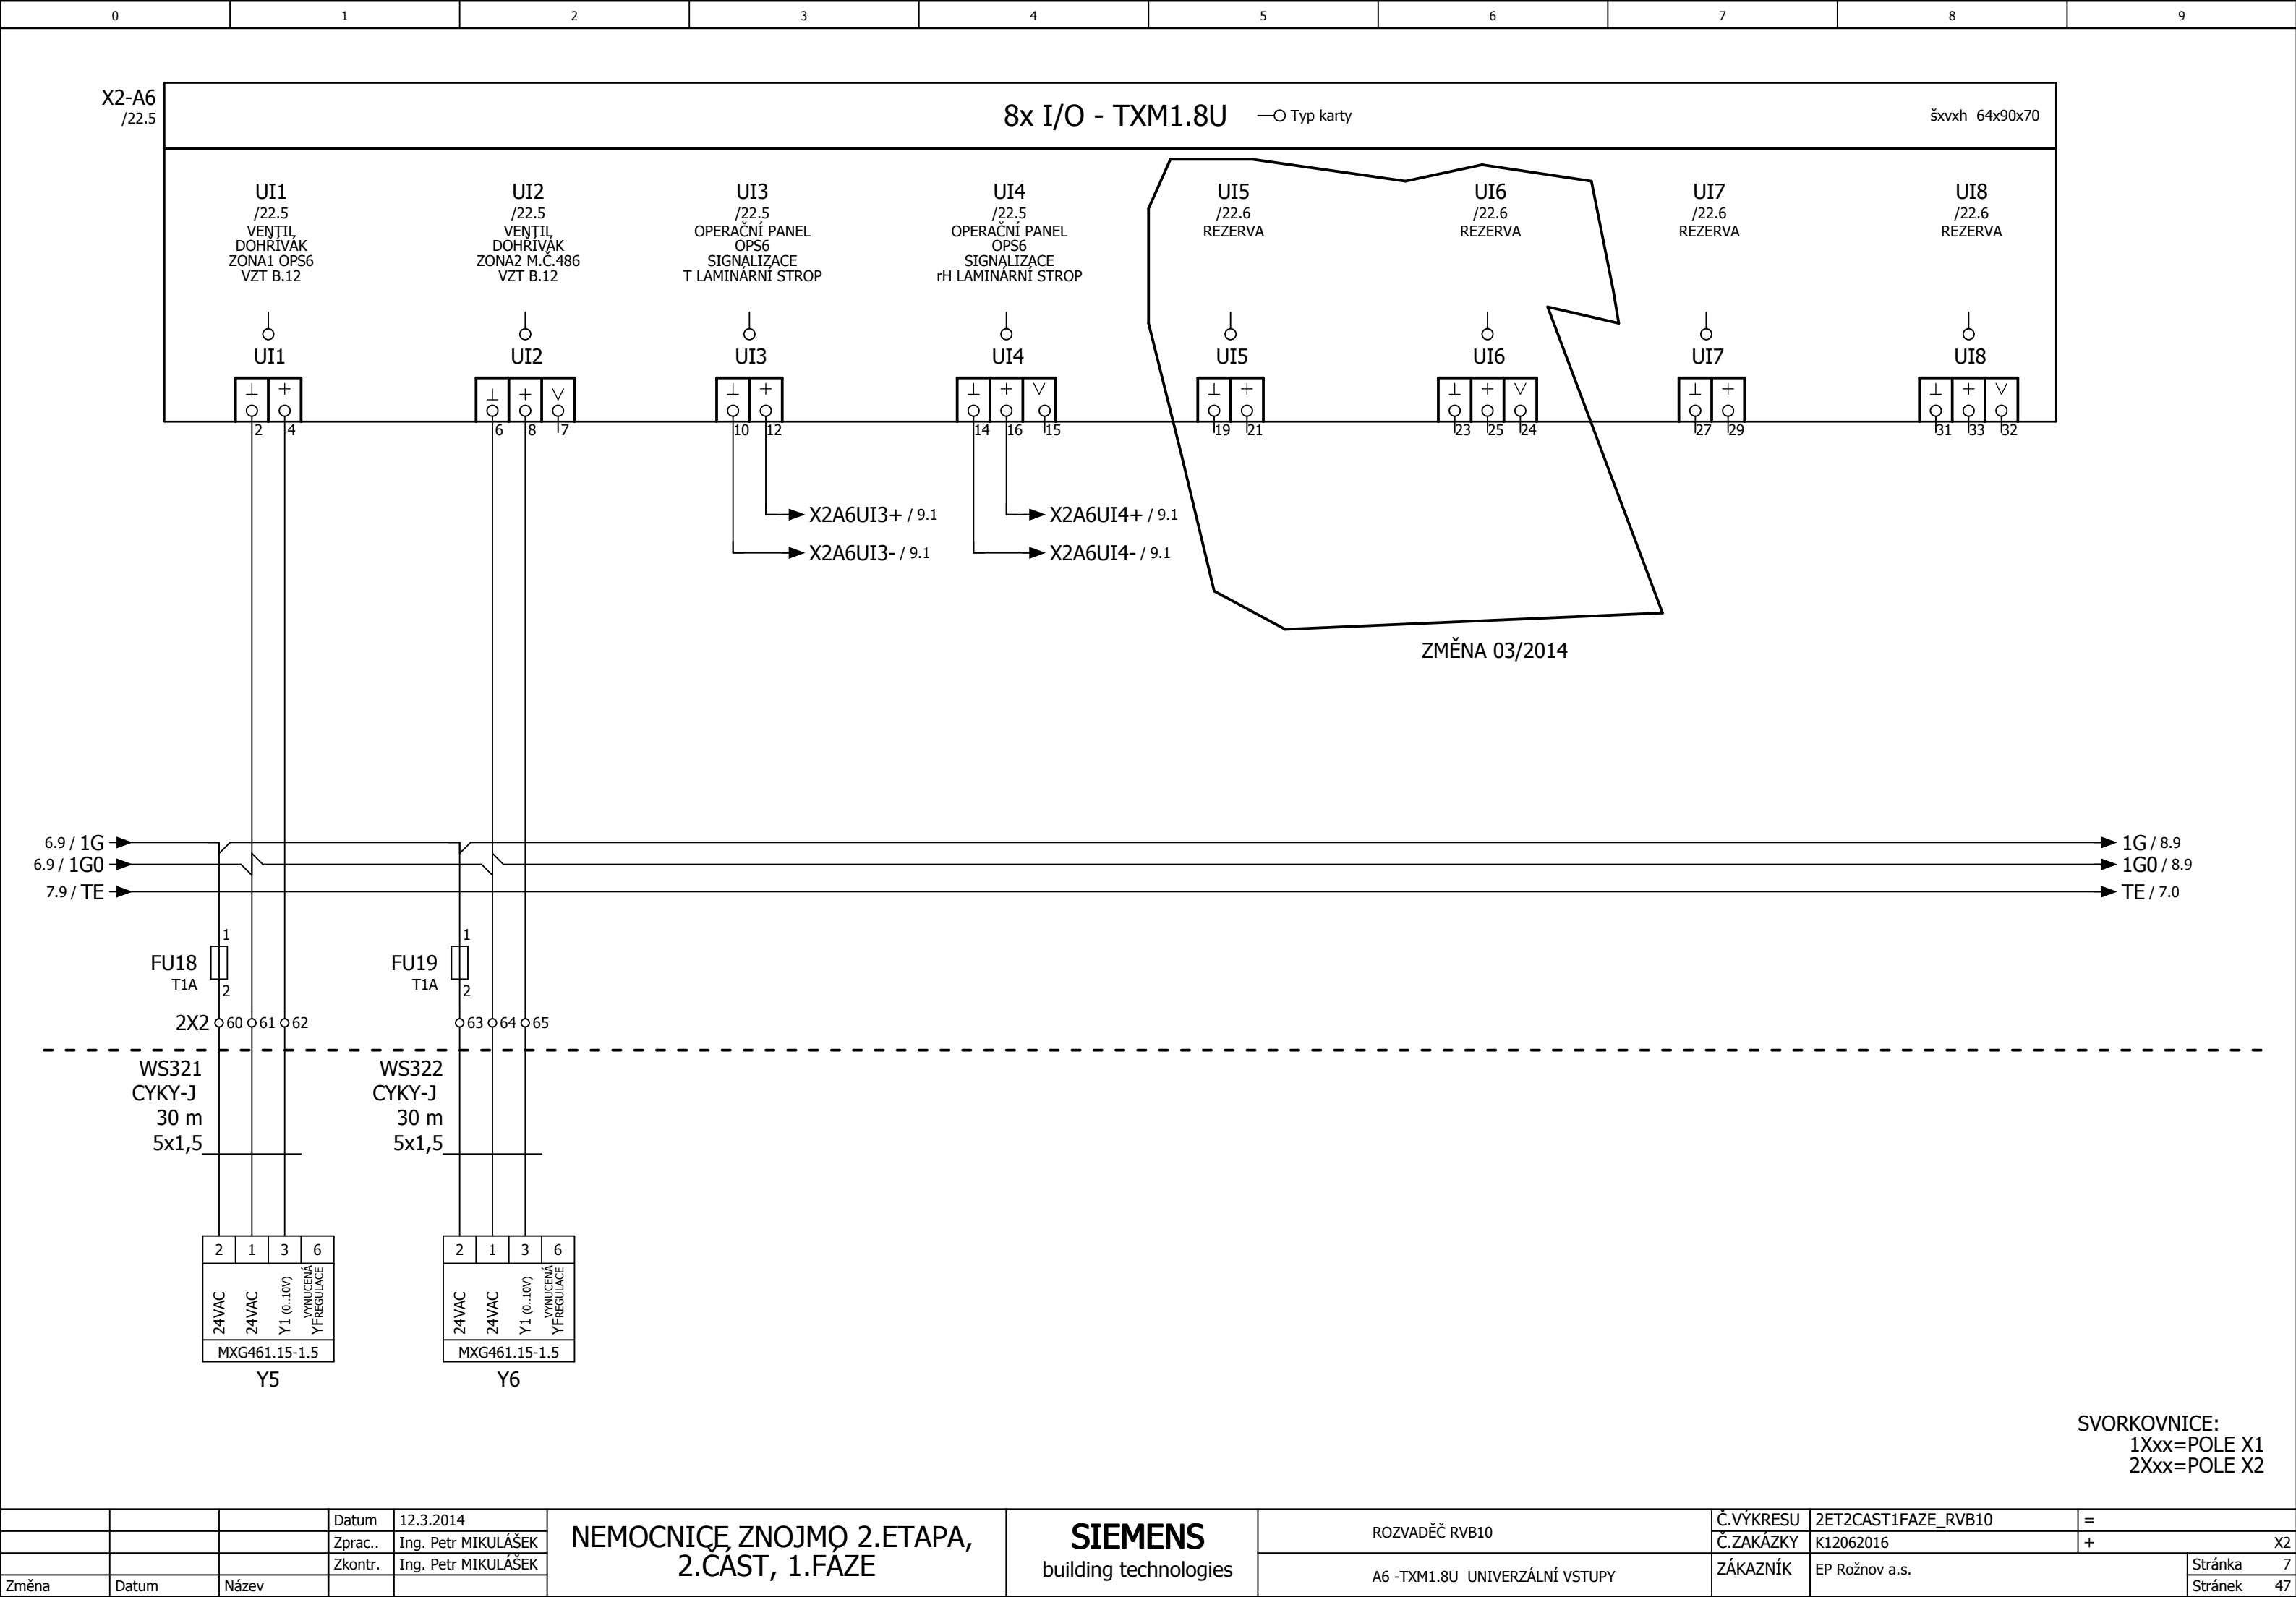 0 1 2 3 4 5 6 7 8 9
X2-A6
/22.5
8x I/O - TXM1.8U
Typ karty
šxvxh 64x90x70
UI1
/22.5
VENTIL
DOHŘÍVÁK
ZONA1 OPS6
VZT B.12
UI2
/22.5
VENTIL
DOHŘÍVÁK
ZONA2 M.Č.486
VZT B.12
UI3
/22.5
OPERAČNÍ PANEL
OPS6
SIGNALIZACE
T LAMINÁRNÍ STROP
UI4
/22.5
OPERAČNÍ PANEL
OPS6
SIGNALIZACE
rH LAMINÁRNÍ STROP
UI5
/22.6
REZERVA
UI6
/22.6
REZERVA
UI7
/22.6
REZERVA
UI8
/22.6
REZERVA
UI1 UI2 UI3 UI4 UI5 UI6 UI7 UI8
⊥ + ⊥ + V ⊥ + ⊥ + V ⊥ + ⊥ + V ⊥ + ⊥ + V
2 4 6 8 7 10 12 14 16 15 19 21 23 25 24 27 29 31 33 32
X2A6UI3+ / 9.1 X2A6UI4+ / 9.1
X2A6UI3- / 9.1 X2A6UI4- / 9.1
ZMĚNA 03/2014
6.9 / 1G 1G / 8.9
6.9 / 1G0 1G0 / 8.9
7.9 / TE TE / 7.0
1 1
FU18 FU19
T1A T1A
2 2
2X2 60 61 62 63 64 65
WS321
CYKY-J
30 m
5x1,5
WS322
CYKY-J
30 m
5x1,5
2 1 3 6
24VAC
24VAC
Y1 (0..10V)
VYNUCENÁ
YF REGULACE
MXG461.15-1.5
Y5
2 1 3 6
24VAC
24VAC
Y1 (0..10V)
VYNUCENÁ
YF REGULACE
MXG461.15-1.5
Y6
SVORKOVNICE:
1Xxx=POLE X1
2Xxx=POLE X2
Změna Datum Název
Datum 12.3.2014
Zprac.. Ing. Petr MIKULÁŠEK
Zkontr. Ing. Petr MIKULÁŠEK
NEMOCNICE ZNOJMO 2.ETAPA,
2.ČÁST, 1.FÁZE
SIEMENS
building technologies
ROZVADĚČ RVB10
A6 -TXM1.8U UNIVERZÁLNÍ VSTUPY
Č.VÝKRESU 2ET2CAST1FAZE_RVB10 =
Č.ZAKÁZKY K12062016 + X2
ZÁKAZNÍK EP Rožnov a.s.
Stránka 7
Stránek 47